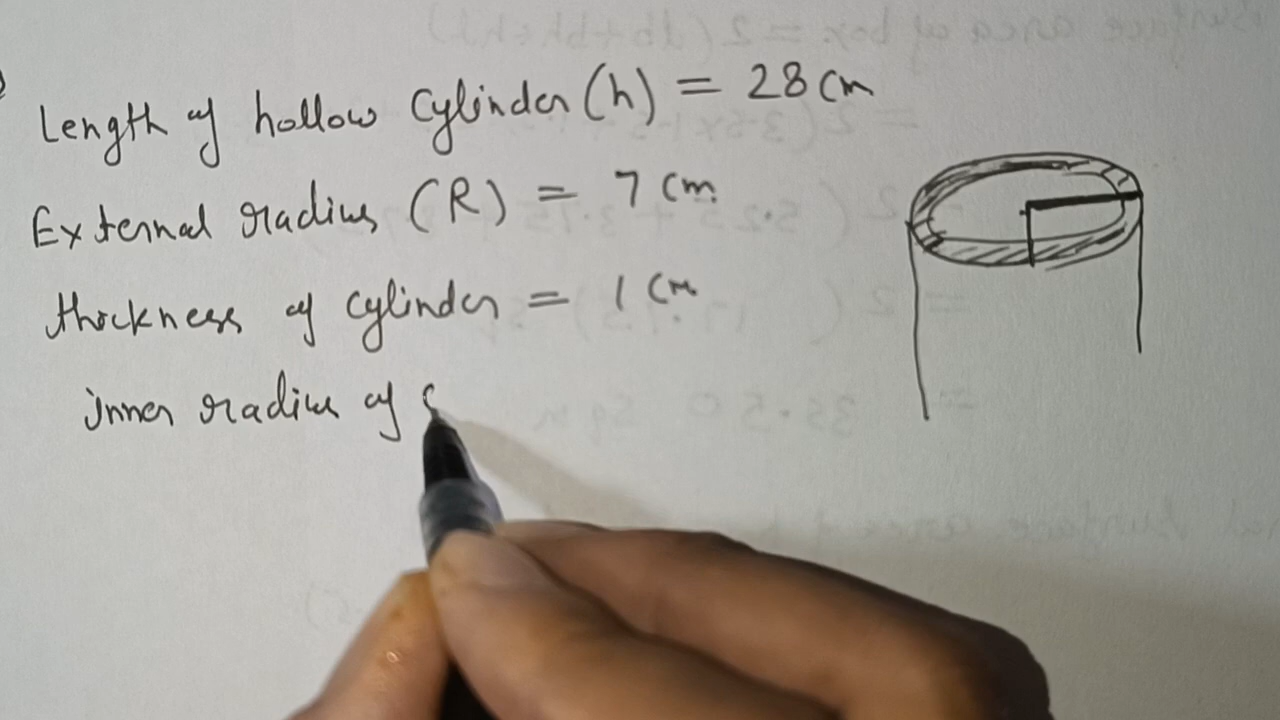 Length of hollow Cylinder (h) = 28 cm
External radius (R) = 7 cm
thickness of cylinder = 1 cm
inner radius of